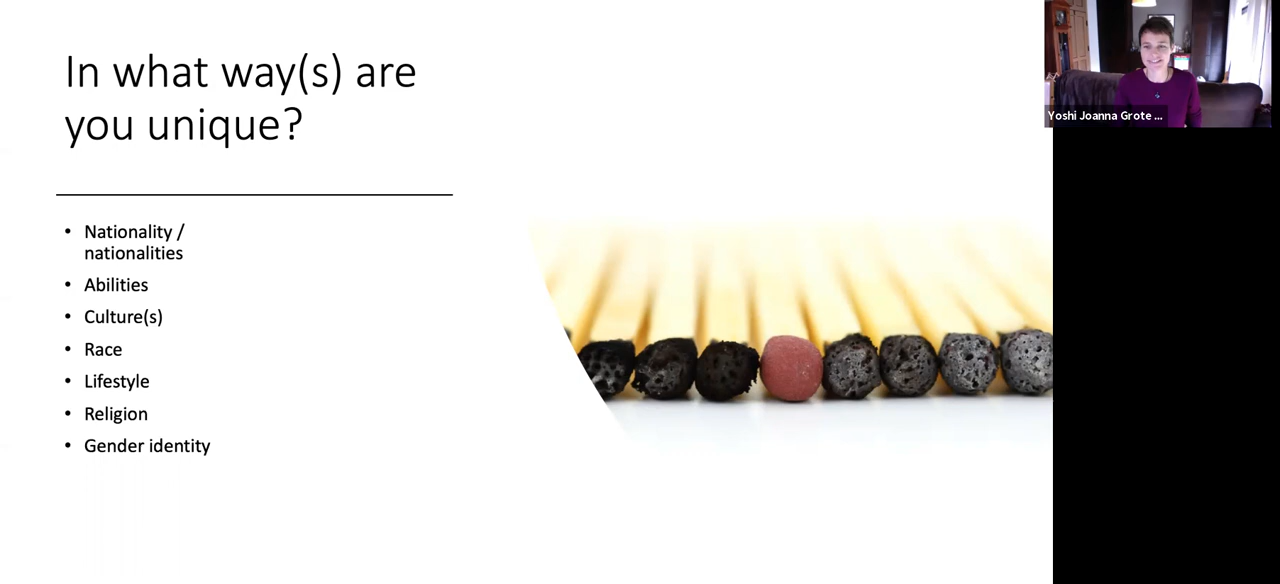 In what way(s) are
you unique?
• Nationality /
nationalities
• Abilities
• Culture(s)
• Race
• Lifestyle
• Religion
• Gender identity
Yoshi Joanna Grote ...